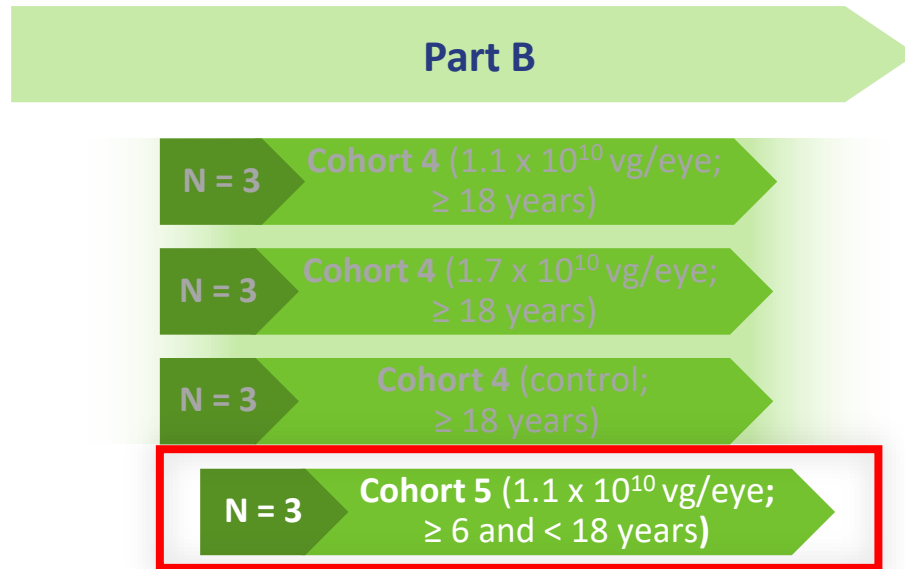 Part B
N = 3
Cohort 4 (1.1 x 10¹⁰ vg/eye;
≥ 18 years)
N = 3
Cohort 4 (1.7 x 10¹⁰ vg/eye;
≥ 18 years)
N = 3
Cohort 4 (control;
≥ 18 years)
N = 3
Cohort 5 (1.1 x 10¹⁰ vg/eye;
≥ 6 and < 18 years)